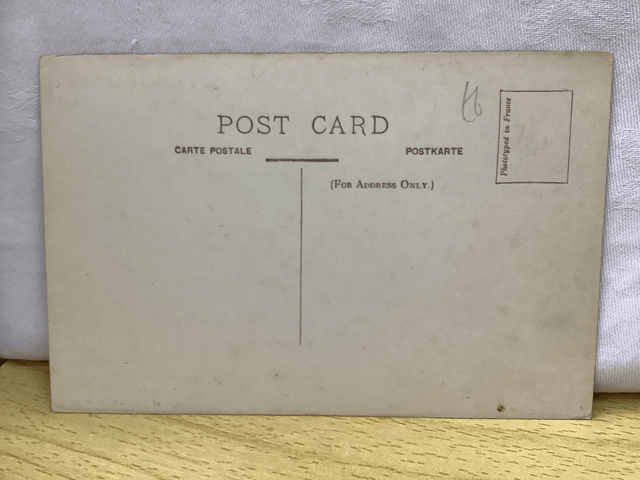 POST CARD
CARTE POSTALE
POSTKARTE
(For Address Only.)
Phototyped in France